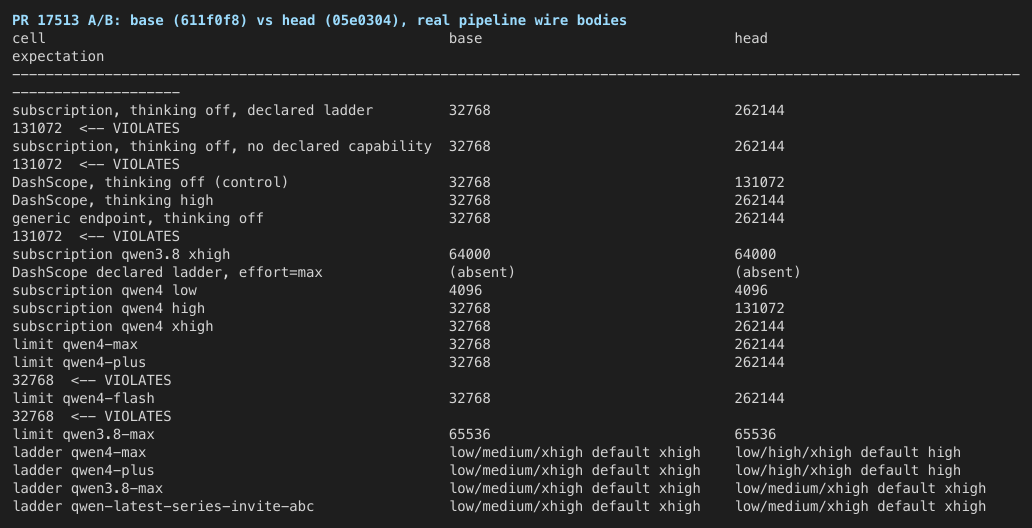 PR 17513 A/B: base (611f0f8) vs head (05e0304), real pipeline wire bodies
cell base head
expectation
------------------------------------------------------------------------------------------------------------------------
--------------------
subscription, thinking off, declared ladder 32768 262144
131072 <-- VIOLATES
subscription, thinking off, no declared capability 32768 262144
131072 <-- VIOLATES
DashScope, thinking off (control) 32768 131072
DashScope, thinking high 32768 262144
generic endpoint, thinking off 32768 262144
131072 <-- VIOLATES
subscription qwen3.8 xhigh 64000 64000
DashScope declared ladder, effort=max (absent) (absent)
subscription qwen4 low 4096 4096
subscription qwen4 high 32768 131072
subscription qwen4 xhigh 32768 262144
limit qwen4-max 32768 262144
limit qwen4-plus 32768 262144
32768 <-- VIOLATES
limit qwen4-flash 32768 262144
32768 <-- VIOLATES
limit qwen3.8-max 65536 65536
ladder qwen4-max low/medium/xhigh default xhigh low/high/xhigh default high
ladder qwen4-plus low/medium/xhigh default xhigh low/high/xhigh default high
ladder qwen3.8-max low/medium/xhigh default xhigh low/medium/xhigh default xhigh
ladder qwen-latest-series-invite-abc low/medium/xhigh default xhigh low/medium/xhigh default xhigh